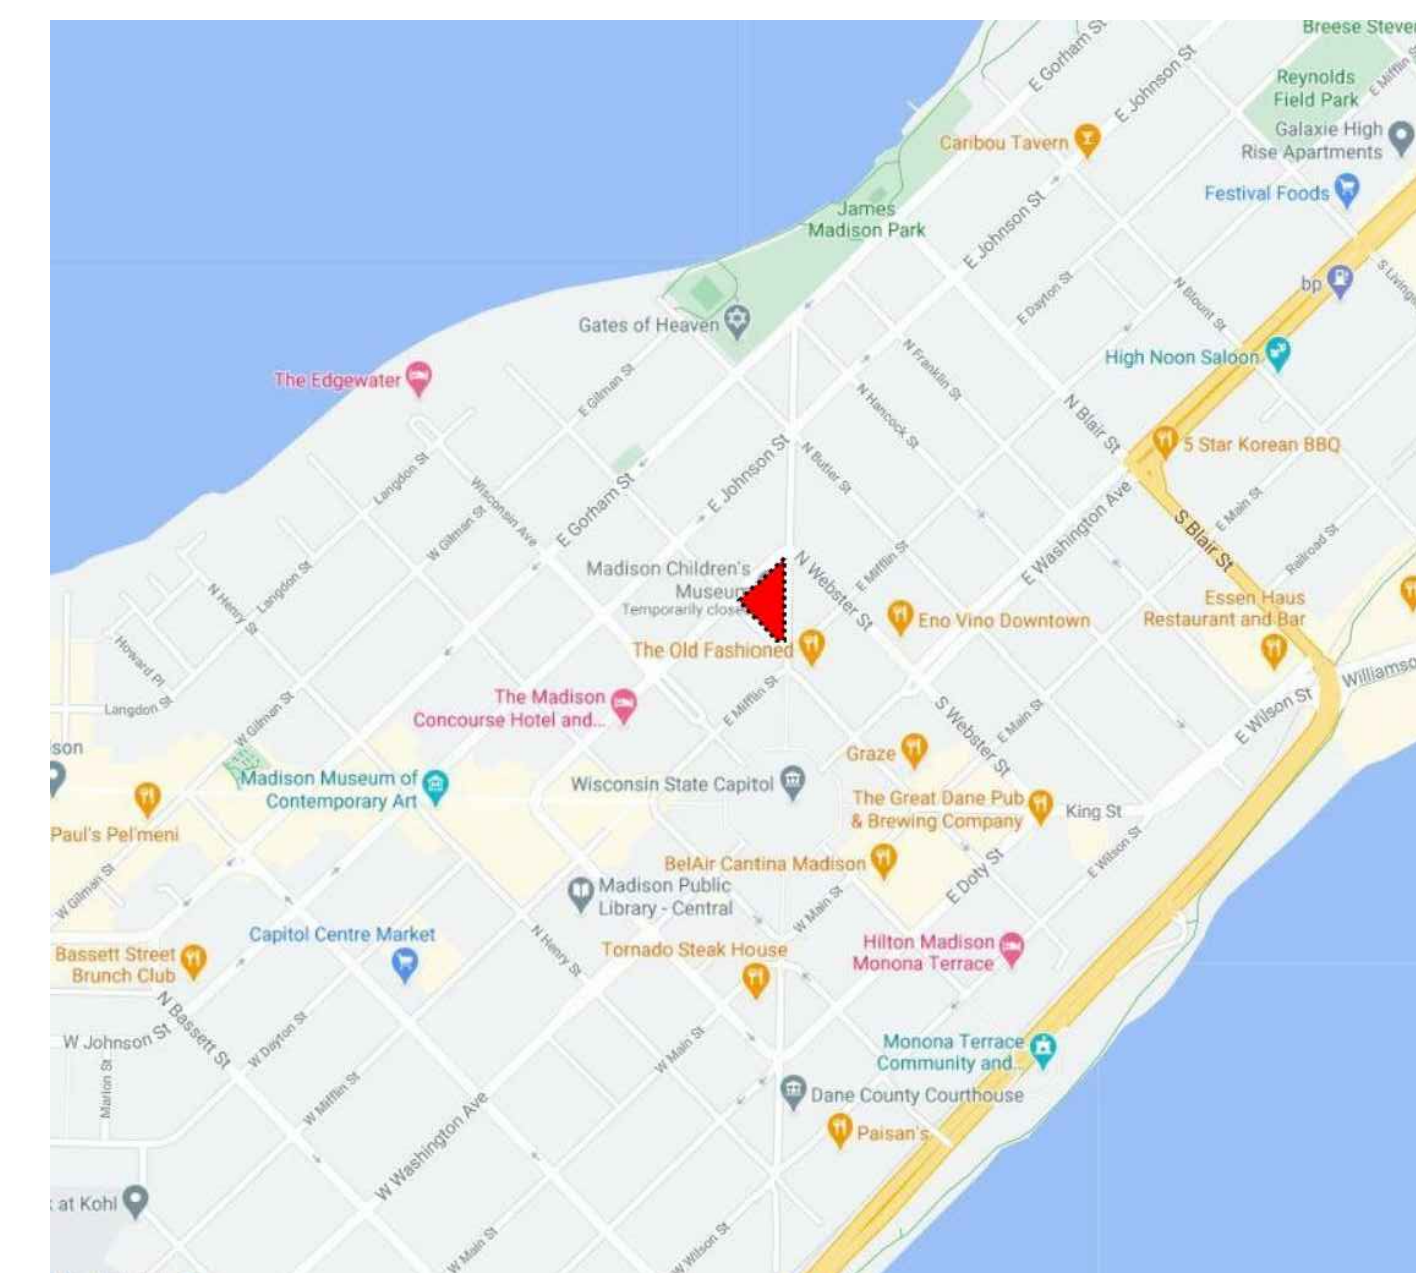 E Gorham St
E Johnson St
Breese Steve
E Mifflin S
Reynolds
Field Park
Galaxie High
Rise Apartments
Caribou Tavern
Festival Foods
James
Madison Park
E Johnson St
bp
S Livings
E Dayton St
N Blount St
Gates of Heaven
High Noon Saloon
The Edgewater
E Gilman St
N Franklin St
N Hancock St
N Blair St
5 Star Korean BBQ
E Johnson St
N Butler St
Langdon St
Wisconsin Ave
E Gorham St
W Gilman St
E Washington Ave
S Blair St
E Main St
Railroad St
Madison Children's
Museum
Temporarily close
N Webster St
E Mifflin St
Langdon St
N Henry St
Essen Haus
Restaurant and Bar
Eno Vino Downtown
The Old Fashioned
Howard Pl
Williamso
Langdon St
W Gilman St
The Madison
Concourse Hotel and...
E Mifflin St
S Webster St
E Main St
E Wilson St
son
Graze
Madison Museum of
Contemporary Art
Wisconsin State Capitol
The Great Dane Pub
& Brewing Company
King St
Paul's Pel'meni
BelAir Cantina Madison
E Wilson St
E Doty St
W Gilman St
Madison Public
Library - Central
W Main St
Capitol Centre Market
N Henry St
Tornado Steak House
Hilton Madison
Monona Terrace
Bassett Street
Brunch Club
N Bassett St
W Johnson St
W Dayton St
W Main St
Monona Terrace
Community and...
Marion St
W Mifflin St
Dane County Courthouse
W Washington Ave
Paisan's
at Kohl
W Main St
W Wilson St